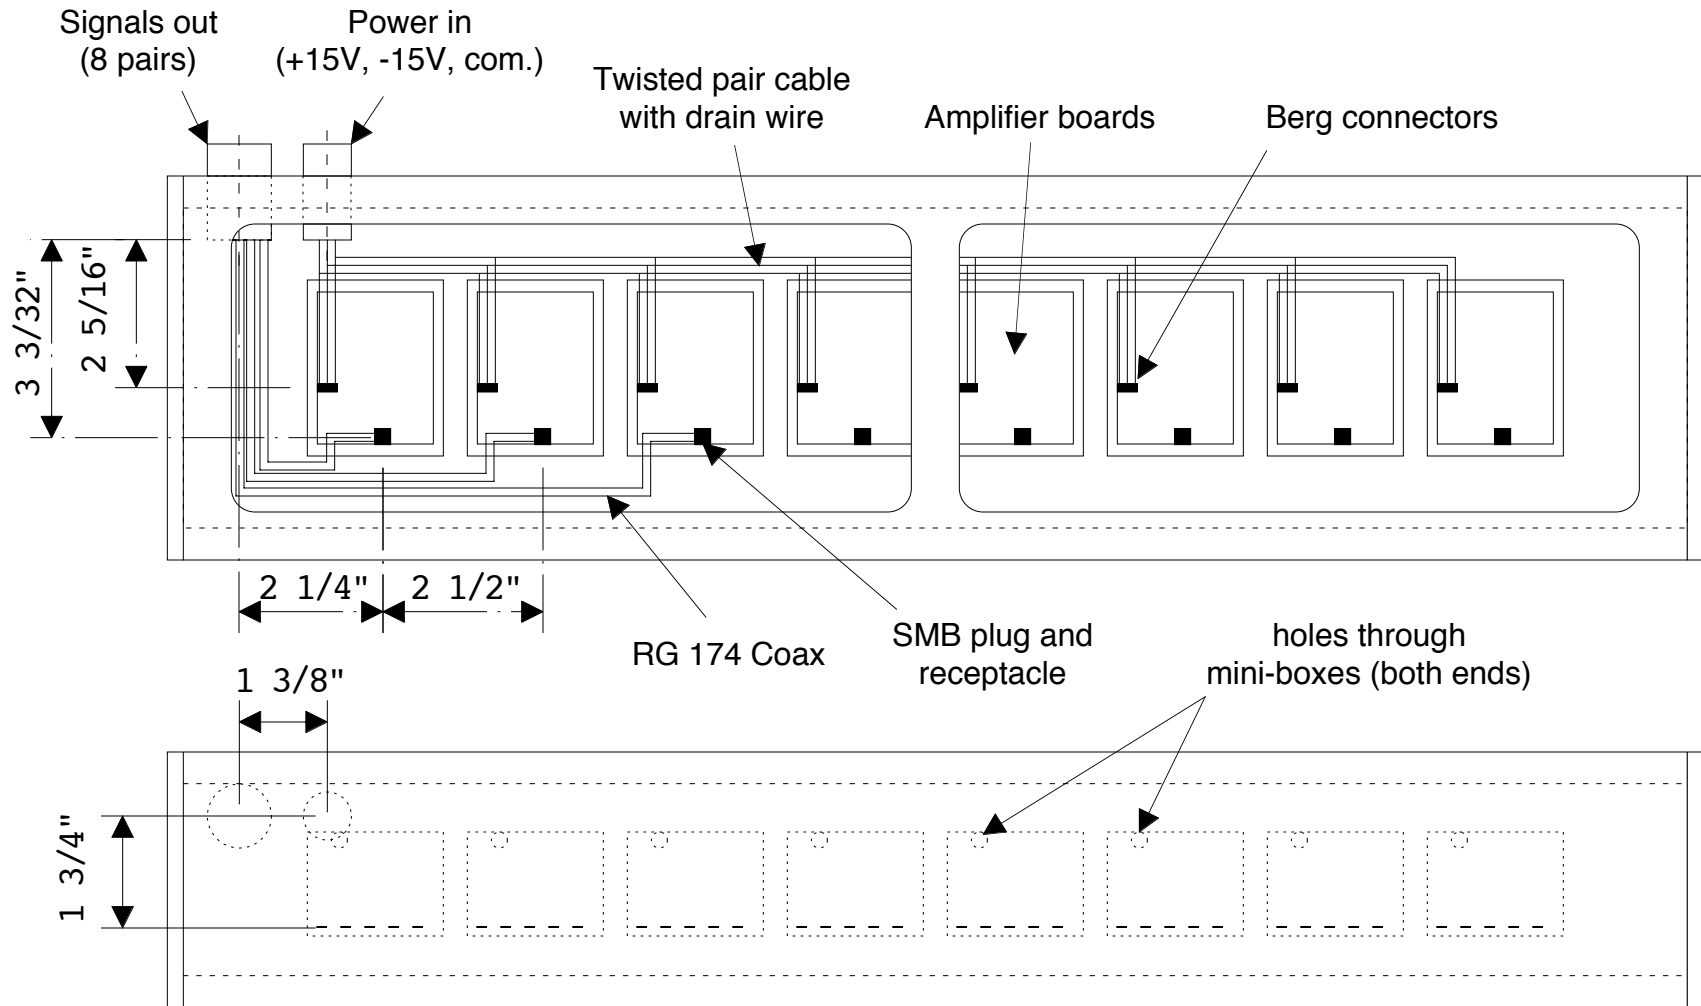 Signals out
(8 pairs)
Power in
(+15V, -15V, com.)
Twisted pair cable
with drain wire
Amplifier boards
Berg connectors
3 3/32"
2 5/16"
2 1/4"
2 1/2"
RG 174 Coax
SMB plug and
receptacle
holes through
mini-boxes (both ends)
1 3/8"
1 3/4"